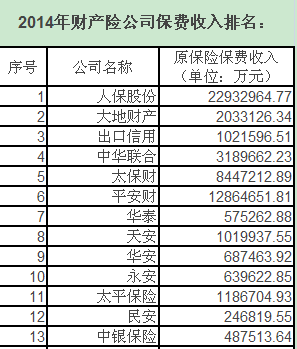 2014年财产险公司保费收入排名：
序号 公司名称 原保险保费收入
（单位：万元）
1 人保股份 22932964.77
2 大地财产 2033126.34
3 出口信用 1021596.51
4 中华联合 3189662.23
5 太保财 8447212.89
6 平安财 12864651.81
7 华泰 575262.88
8 天安 1019937.55
9 华安 687463.92
10 永安 639622.85
11 太平保险 1186704.93
12 民安 246819.55
13 中银保险 487513.64